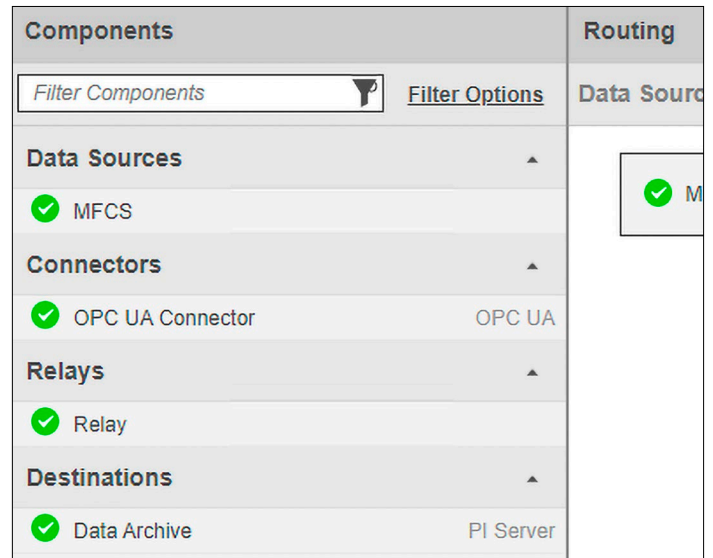 Components
Filter Components
Filter Options
Data Sources
MFCS
Connectors
OPC UA Connector OPC UA
Relays
Relay
Destinations
Data Archive PI Server
Routing
Data Sourc
M